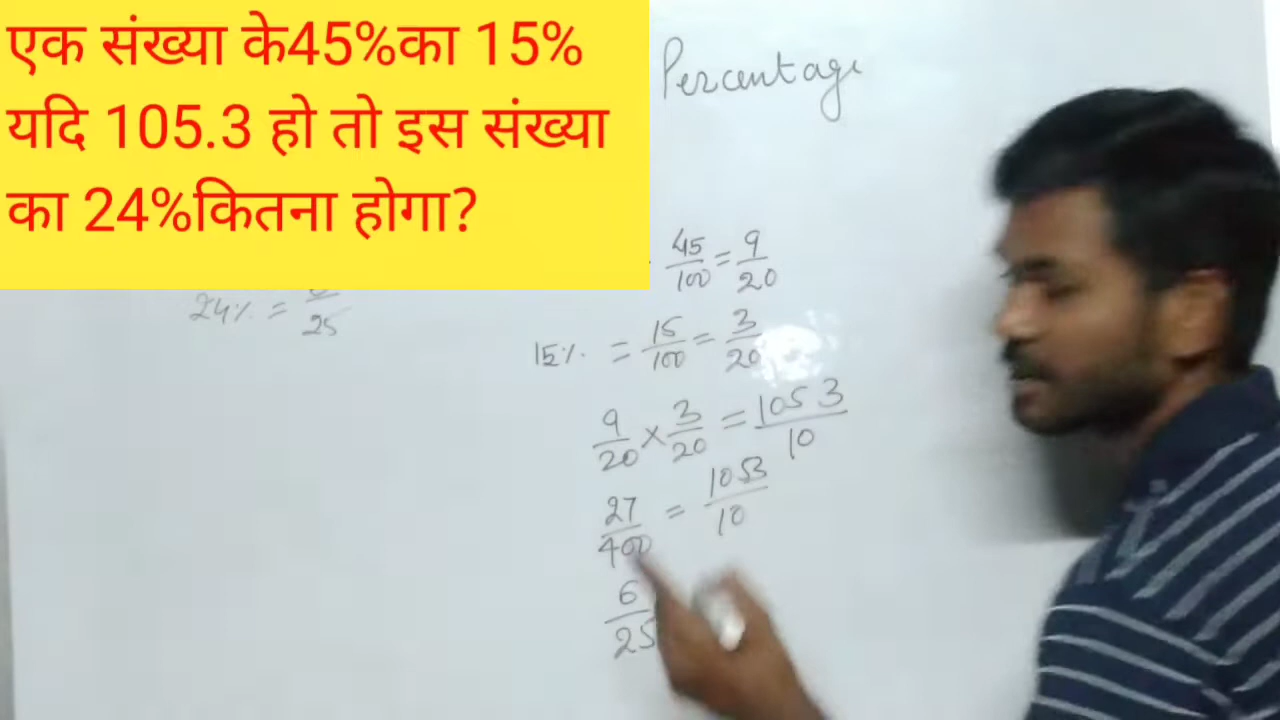 एक संख्या के45%का 15%
यदि 105.3 हो तो इस संख्या
का 24%कितना होगा?
Percentage
45/100 = 9/20
24% = /25
15% = 15/100 = 3/20
9/20 × 3/20 = 1053/10
27/400 = 1053/10
6/25